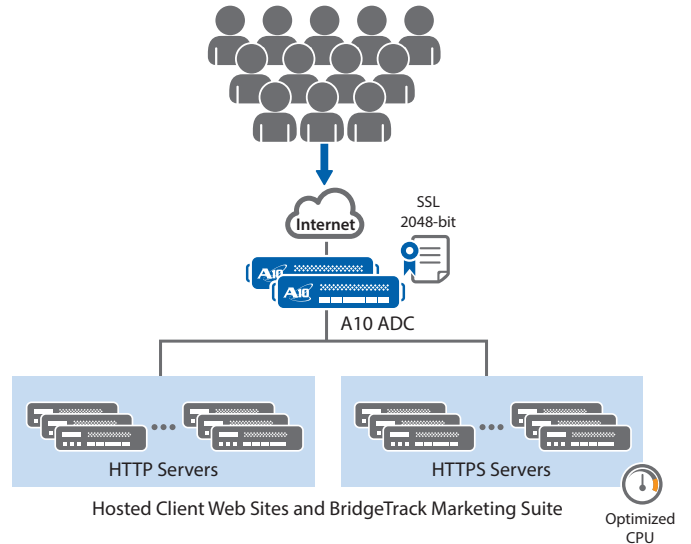 SSL
2048-bit
Internet
A10
A10
A10 ADC
HTTP Servers
HTTPS Servers
Hosted Client Web Sites and BridgeTrack Marketing Suite
Optimized
CPU